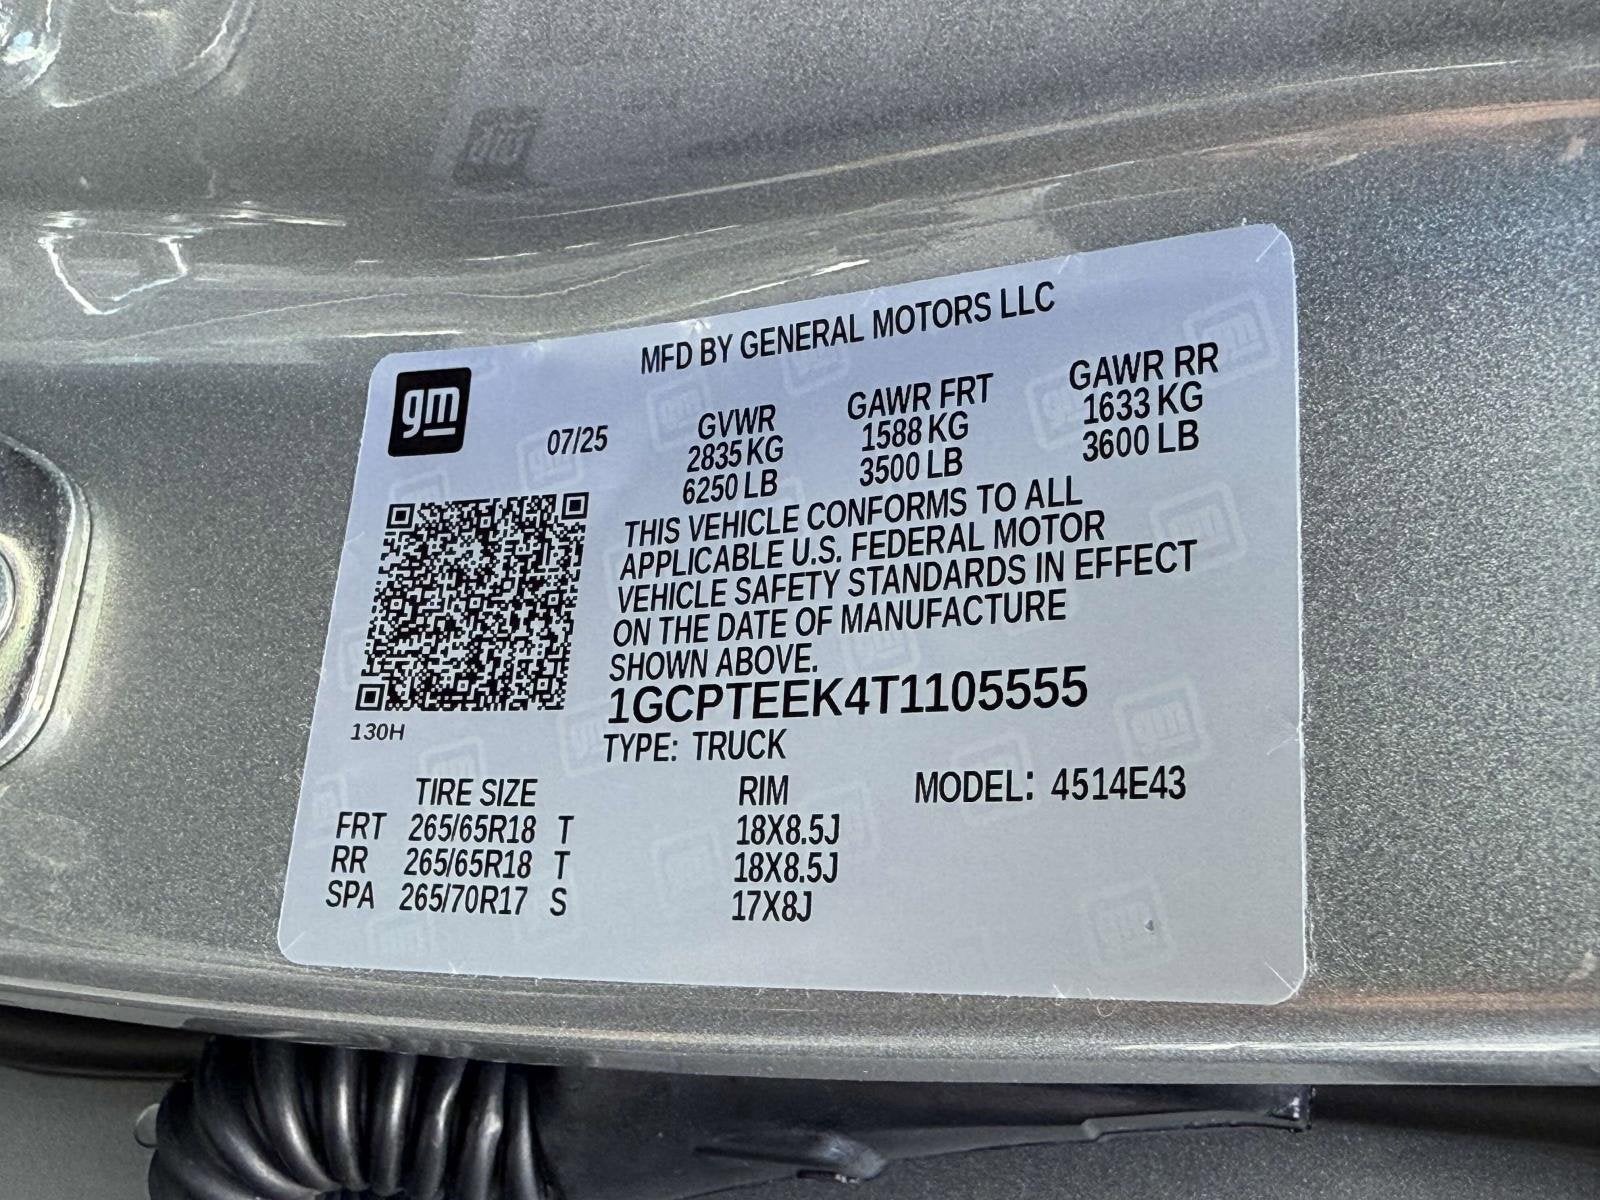 MFD BY GENERAL MOTORS LLC
gm
07/25
GVWR GAWR FRT GAWR RR
2835 KG 1588 KG 1633 KG
6250 LB 3500 LB 3600 LB
THIS VEHICLE CONFORMS TO ALL
APPLICABLE U.S. FEDERAL MOTOR
VEHICLE SAFETY STANDARDS IN EFFECT
ON THE DATE OF MANUFACTURE
SHOWN ABOVE.
1GCPTEEK4T1105555
130H
TYPE: TRUCK
TIRE SIZE RIM MODEL: 4514E43
FRT 265/65R18 T 18X8.5J
RR 265/65R18 T 18X8.5J
SPA 265/70R17 S 17X8J